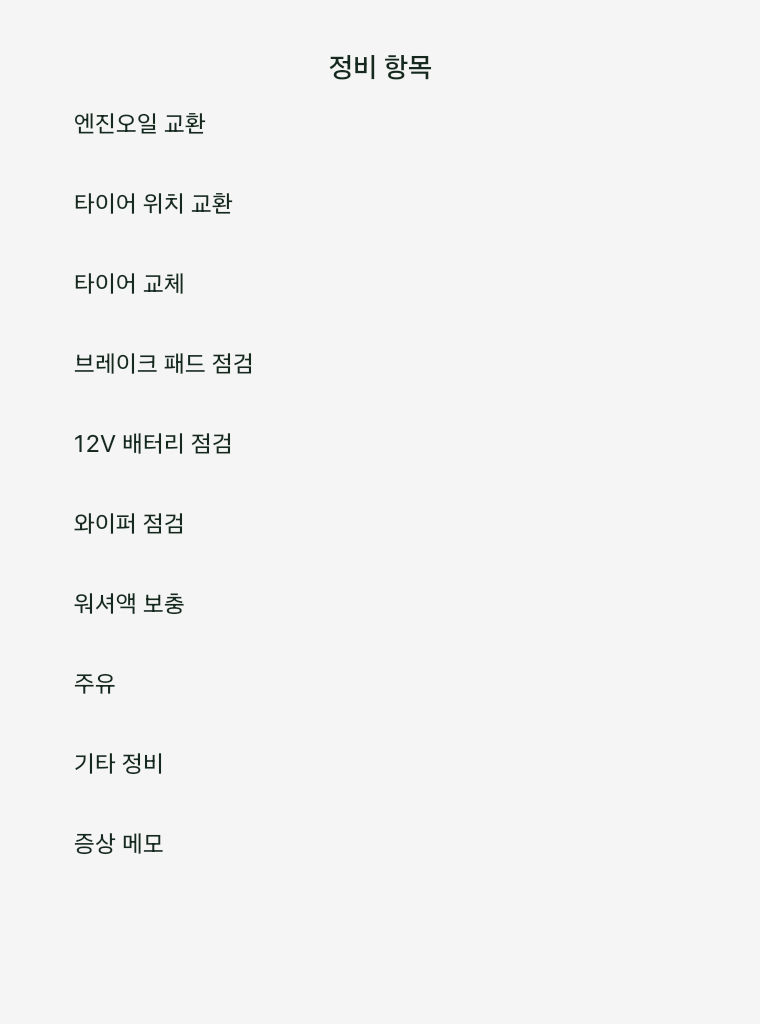 정비 항목
엔진오일 교환
타이어 위치 교환
타이어 교체
브레이크 패드 점검
12V 배터리 점검
와이퍼 점검
워셔액 보충
주유
기타 정비
증상 메모